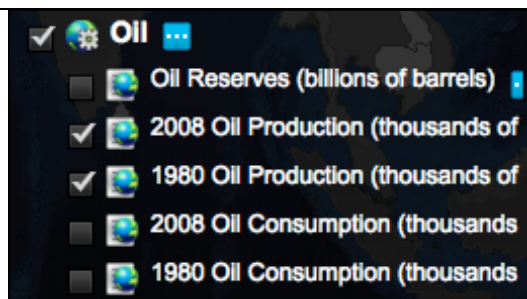 Oil
Oil Reserves (billions of barrels)
2008 Oil Production (thousands of
1980 Oil Production (thousands of
2008 Oil Consumption (thousands
1980 Oil Consumption (thousands